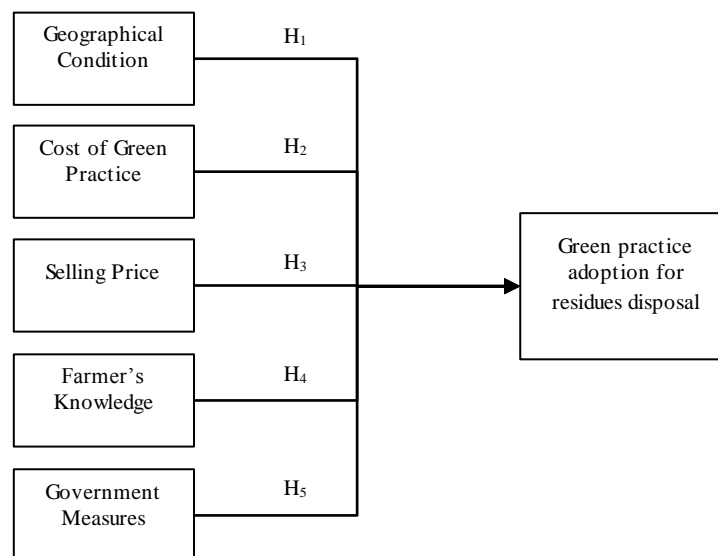 Geographical
Condition
H₁
Cost of Green
Practice
H₂
Selling Price
H₃
Farmer’s
Knowledge
H₄
Government
Measures
H₅
Green practice
adoption for
residues disposal